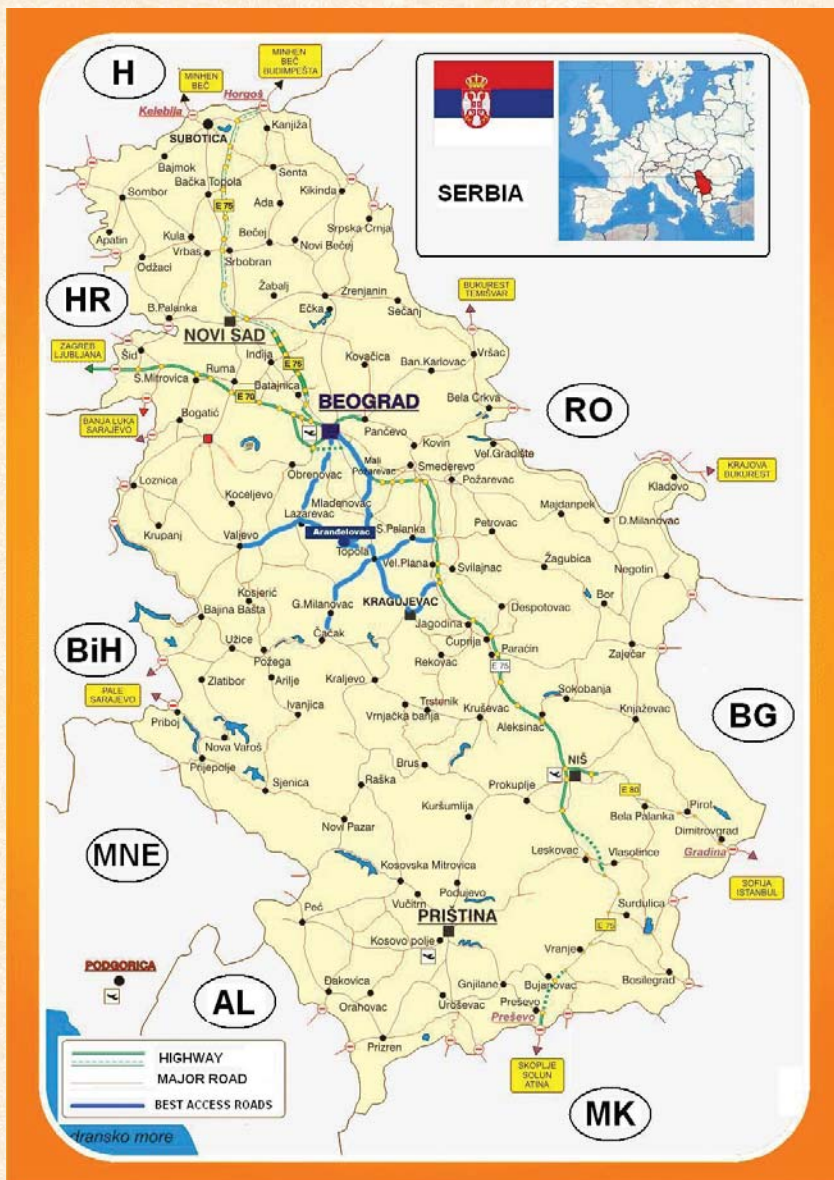 H
MINHEN
BEČ
MINHEN
BEČ
BUDIMPEŠTA
Kelebija
Horgoš
SERBIA
SUBOTICA
Kanjiža
Bajmok
Senta
Bačka Topola
Kikinda
Sombor
E 75
Ada
Srpska Crnja
Apatin
Kula
Bečej
Novi Bečej
Vrbas
Srbobran
Odžaci
HR
Žabalj
Zrenjanin
BUKUREST
TEMIŠVAR
B.Palanka
Ečka
Sečanj
NOVI SAD
ZAGREB
LJUBLJANA
Šid
Inđija
E 75
Kovačica
Ban.Karlovac
Vršac
Ruma
S.Mitrovica
Batajnica
E 70
BEOGRAD
Bela Crkva
RO
Bogatić
BANJA LUKA
SARAJEVO
Pančevo
Kovin
Vel.Gradište
Mali
Požarevac
Smederevo
KRAJOVA
BUKUREST
Obrenovac
Požarevac
Kladovo
Loznica
Koceljevo
Mlađenovac
Majdanpek
Lazarevac
D.Milanovac
Krupanj
Aranđelovac
S.Palanka
Petrovac
Valjevo
Topola
Vel.Plana
Svilajnac
Žagubica
Negotin
Kosjerić
KRAGUJEVAC
Bor
Bajina Bašta
G.Milanovac
Despotovac
Jagodina
BiH
Užice
Čačak
Ćuprija
Paraćin
Zaječar
Požega
Rekovac
E 75
PALE
SARAJEVO
Zlatibor
Arilje
Kraljevo
Sokobanja
Priboj
Ivanjica
Trstenik
Vrnjačka banja
Kruševac
Aleksinac
Knjaževac
BG
Nova Varoš
Prijepolje
Brus
NIŠ
Sjenica
Raška
Prokuplje
E 80
Pirot
Kuršumlija
Bela Palanka
Novi Pazar
Dimitrovgrad
MNE
Leskovac
Vlasotince
Gradina
Kosovska Mitrovica
SOFIJA
ISTANBUL
Podujevo
Vučitrn
Surdulica
Peć
PRIŠTINA
E 75
Kosovo polje
Vranje
PODGORICA
Bosilegrad
Đakovica
Gnjilane
Bujanovac
AL
Orahovac
Uroševac
Preševo
Preševo
Prizren
HIGHWAY
MAJOR ROAD
BEST ACCESS ROADS
SKOPLJE
SOLUN
ATINA
MK
dransko more